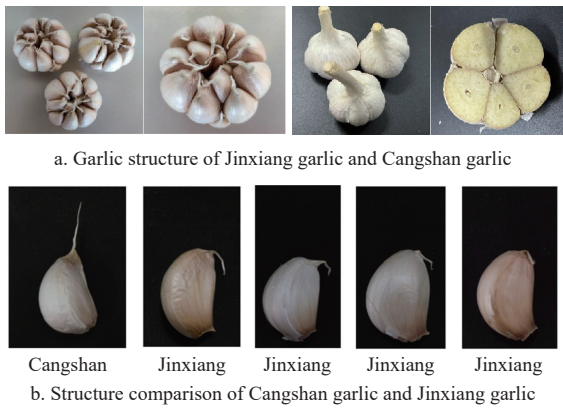 a. Garlic structure of Jinxiang garlic and Cangshan garlic
Cangshan Jinxiang Jinxiang Jinxiang Jinxiang
b. Structure comparison of Cangshan garlic and Jinxiang garlic